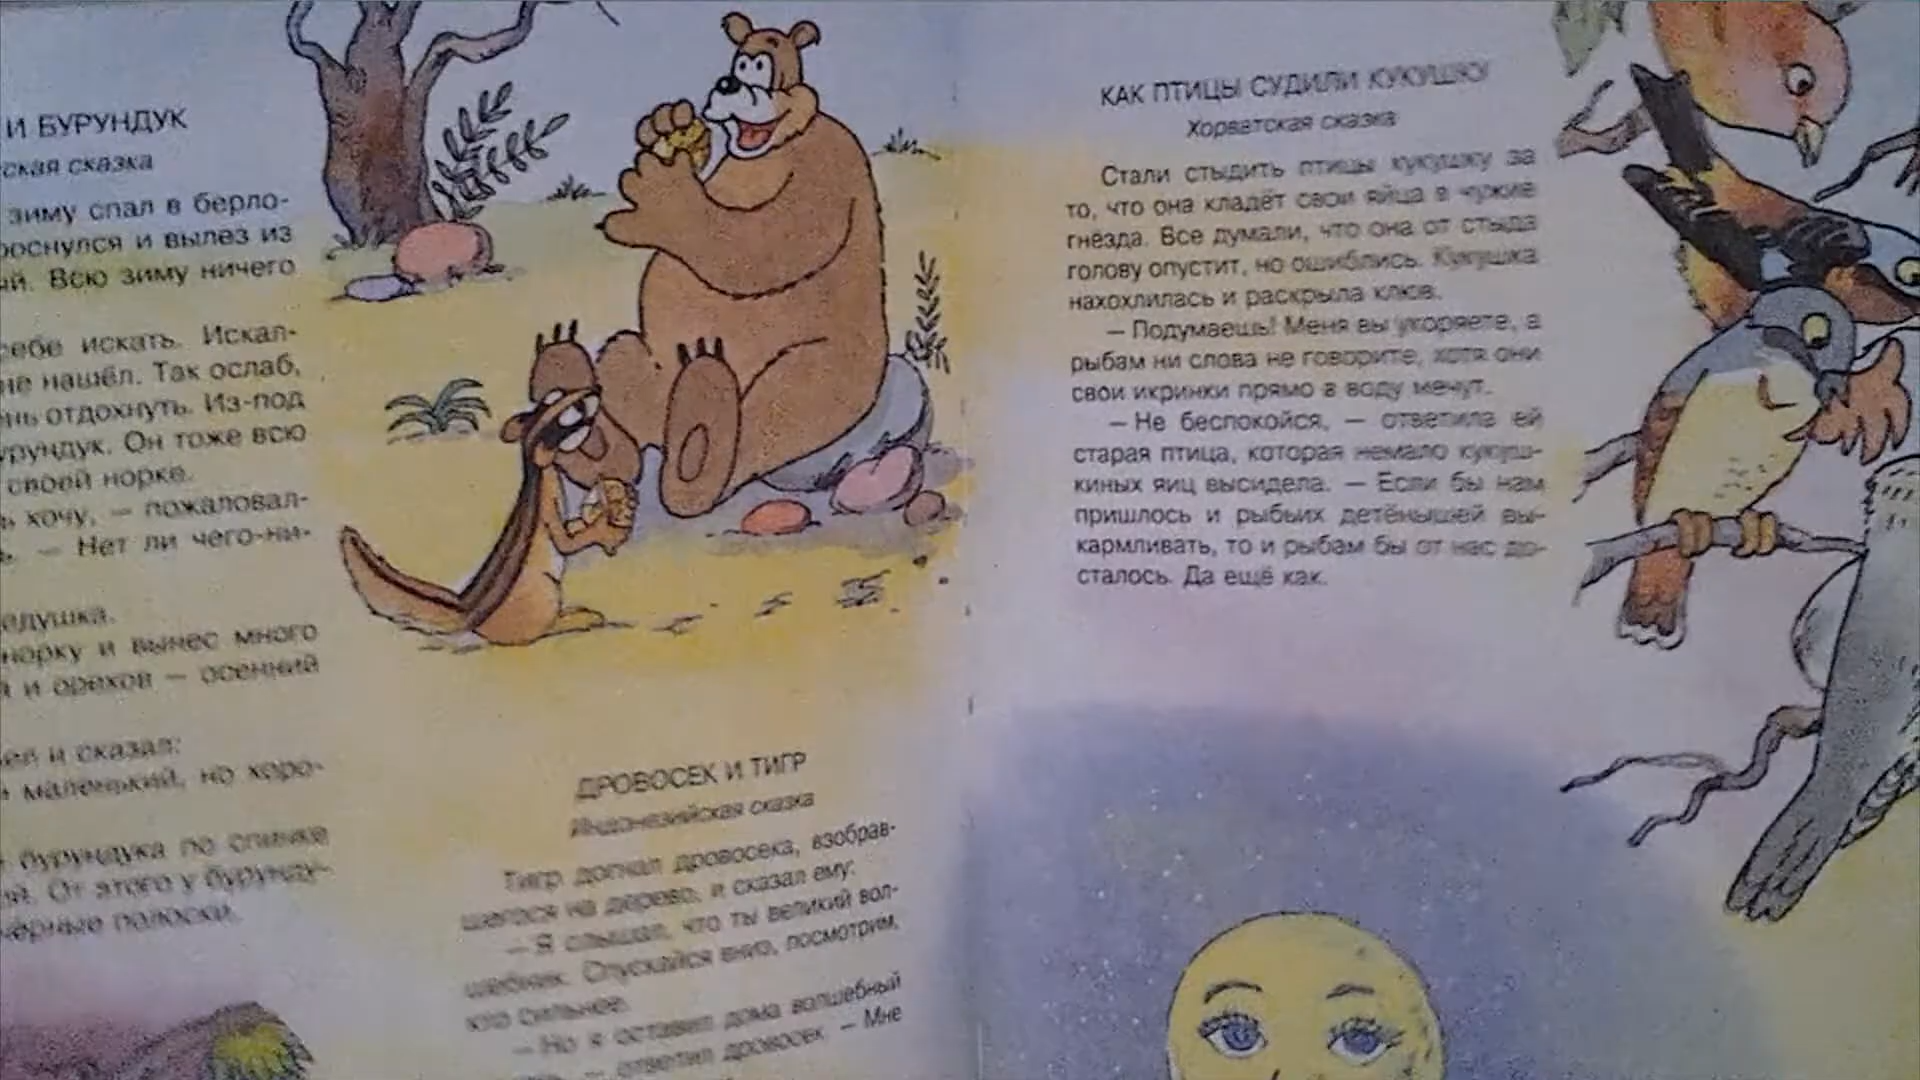 И БУРУНДУК
ская сказка
зиму спал в берло-
роснулся и вылез из
ый. Всю зиму ничего
себе искать. Искал-
не нашёл. Так ослаб,
ень отдохнуть. Из-под
урундук. Он тоже всю
своей норке.
ь хочу, — пожаловал-
ь. — Нет ли чего-ни-
едушка.
норку и вынес много
й и орехов — осенний
ел и сказал:
маленький, но хоро-
бурундука по спинке
ей. От этого у бурунду-
чёрные полоски.
ДРОВОСЕК И ТИГР
Индонезийская сказка
Тигр догнал дровосека, взобрав-
шегося на дерево, и сказал ему:
— Я слышал, что ты великий вол-
шебник. Спускайся вниз, посмотрим,
кто сильнее.
— Но я оставил дома волшебный
— ответил дровосек. — Мне
КАК ПТИЦЫ СУДИЛИ КУКУШКУ
Хорватская сказка
Стали стыдить птицы кукушку за
то, что она кладёт свои яйца в чужие
гнёзда. Все думали, что она от стыда
голову опустит, но ошиблись. Кукушка
нахохлилась и раскрыла клюв.
— Подумаешь! Меня вы укоряете, а
рыбам ни слова не говорите, хотя они
свои икринки прямо в воду мечут.
— Не беспокойся, — ответила ей
старая птица, которая немало кукуш-
киных яиц высидела. — Если бы нам
пришлось и рыбьих детёнышей вы-
кармливать, то и рыбам бы от нас до-
сталось. Да ещё как.